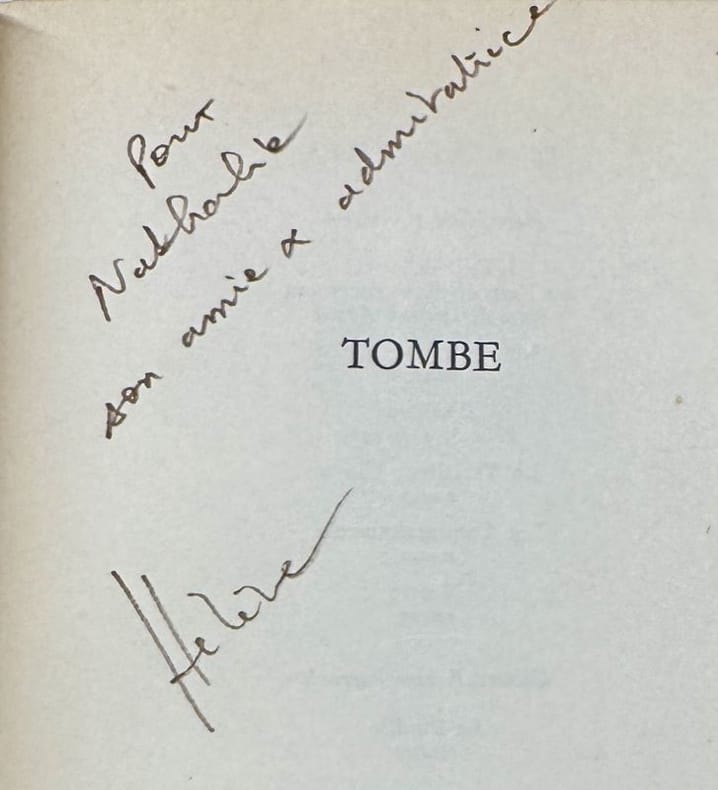 Pour
Nathalie
son amie & admiratrice
TOMBE
Hélène